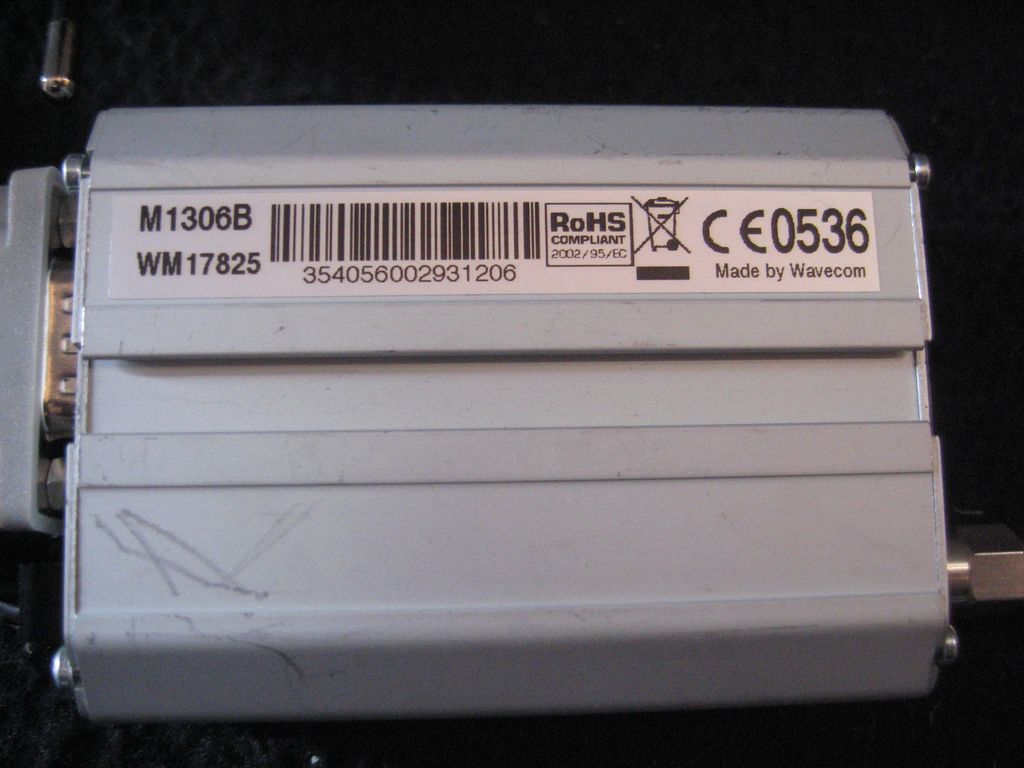 M1306B
WM17825
354056002931206
RoHS
COMPLIANT
2002/95/EC
CE0536
Made by Wavecom